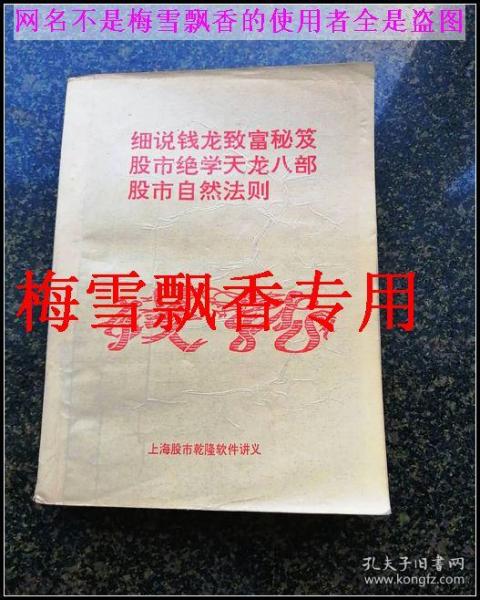 网名不是梅雪飘香的使用者全是盗图
细说钱龙致富秘笈
股市绝学天龙八部
股市自然法则
梅雪飘香专用
上海股市乾隆软件讲义
孔夫子旧书网
www.kongfz.com